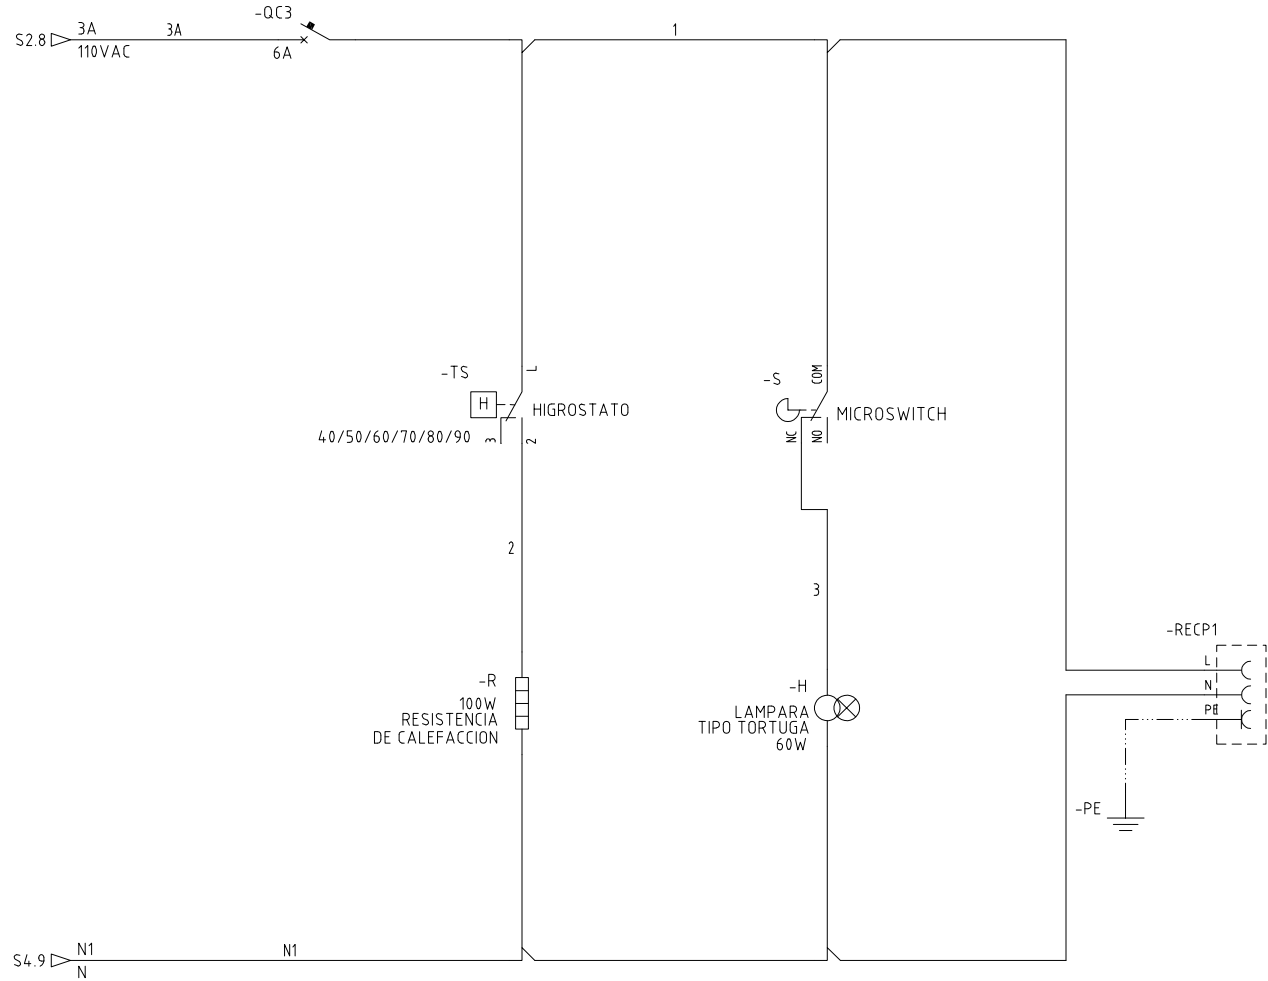 -QC3
S2.8
3A
3A
1
110VAC
6A
-TS
L
-S
COM
H
HIGROSTATO
MICROSWITCH
40/50/60/70/80/90
3
2
NC
NO
2
3
-RECP1
L
-R
-H
N
100W
RESISTENCIA
DE CALEFACCION
LAMPARA
TIPO TORTUGA
60W
PE
-PE
N1
N1
S4.9
N